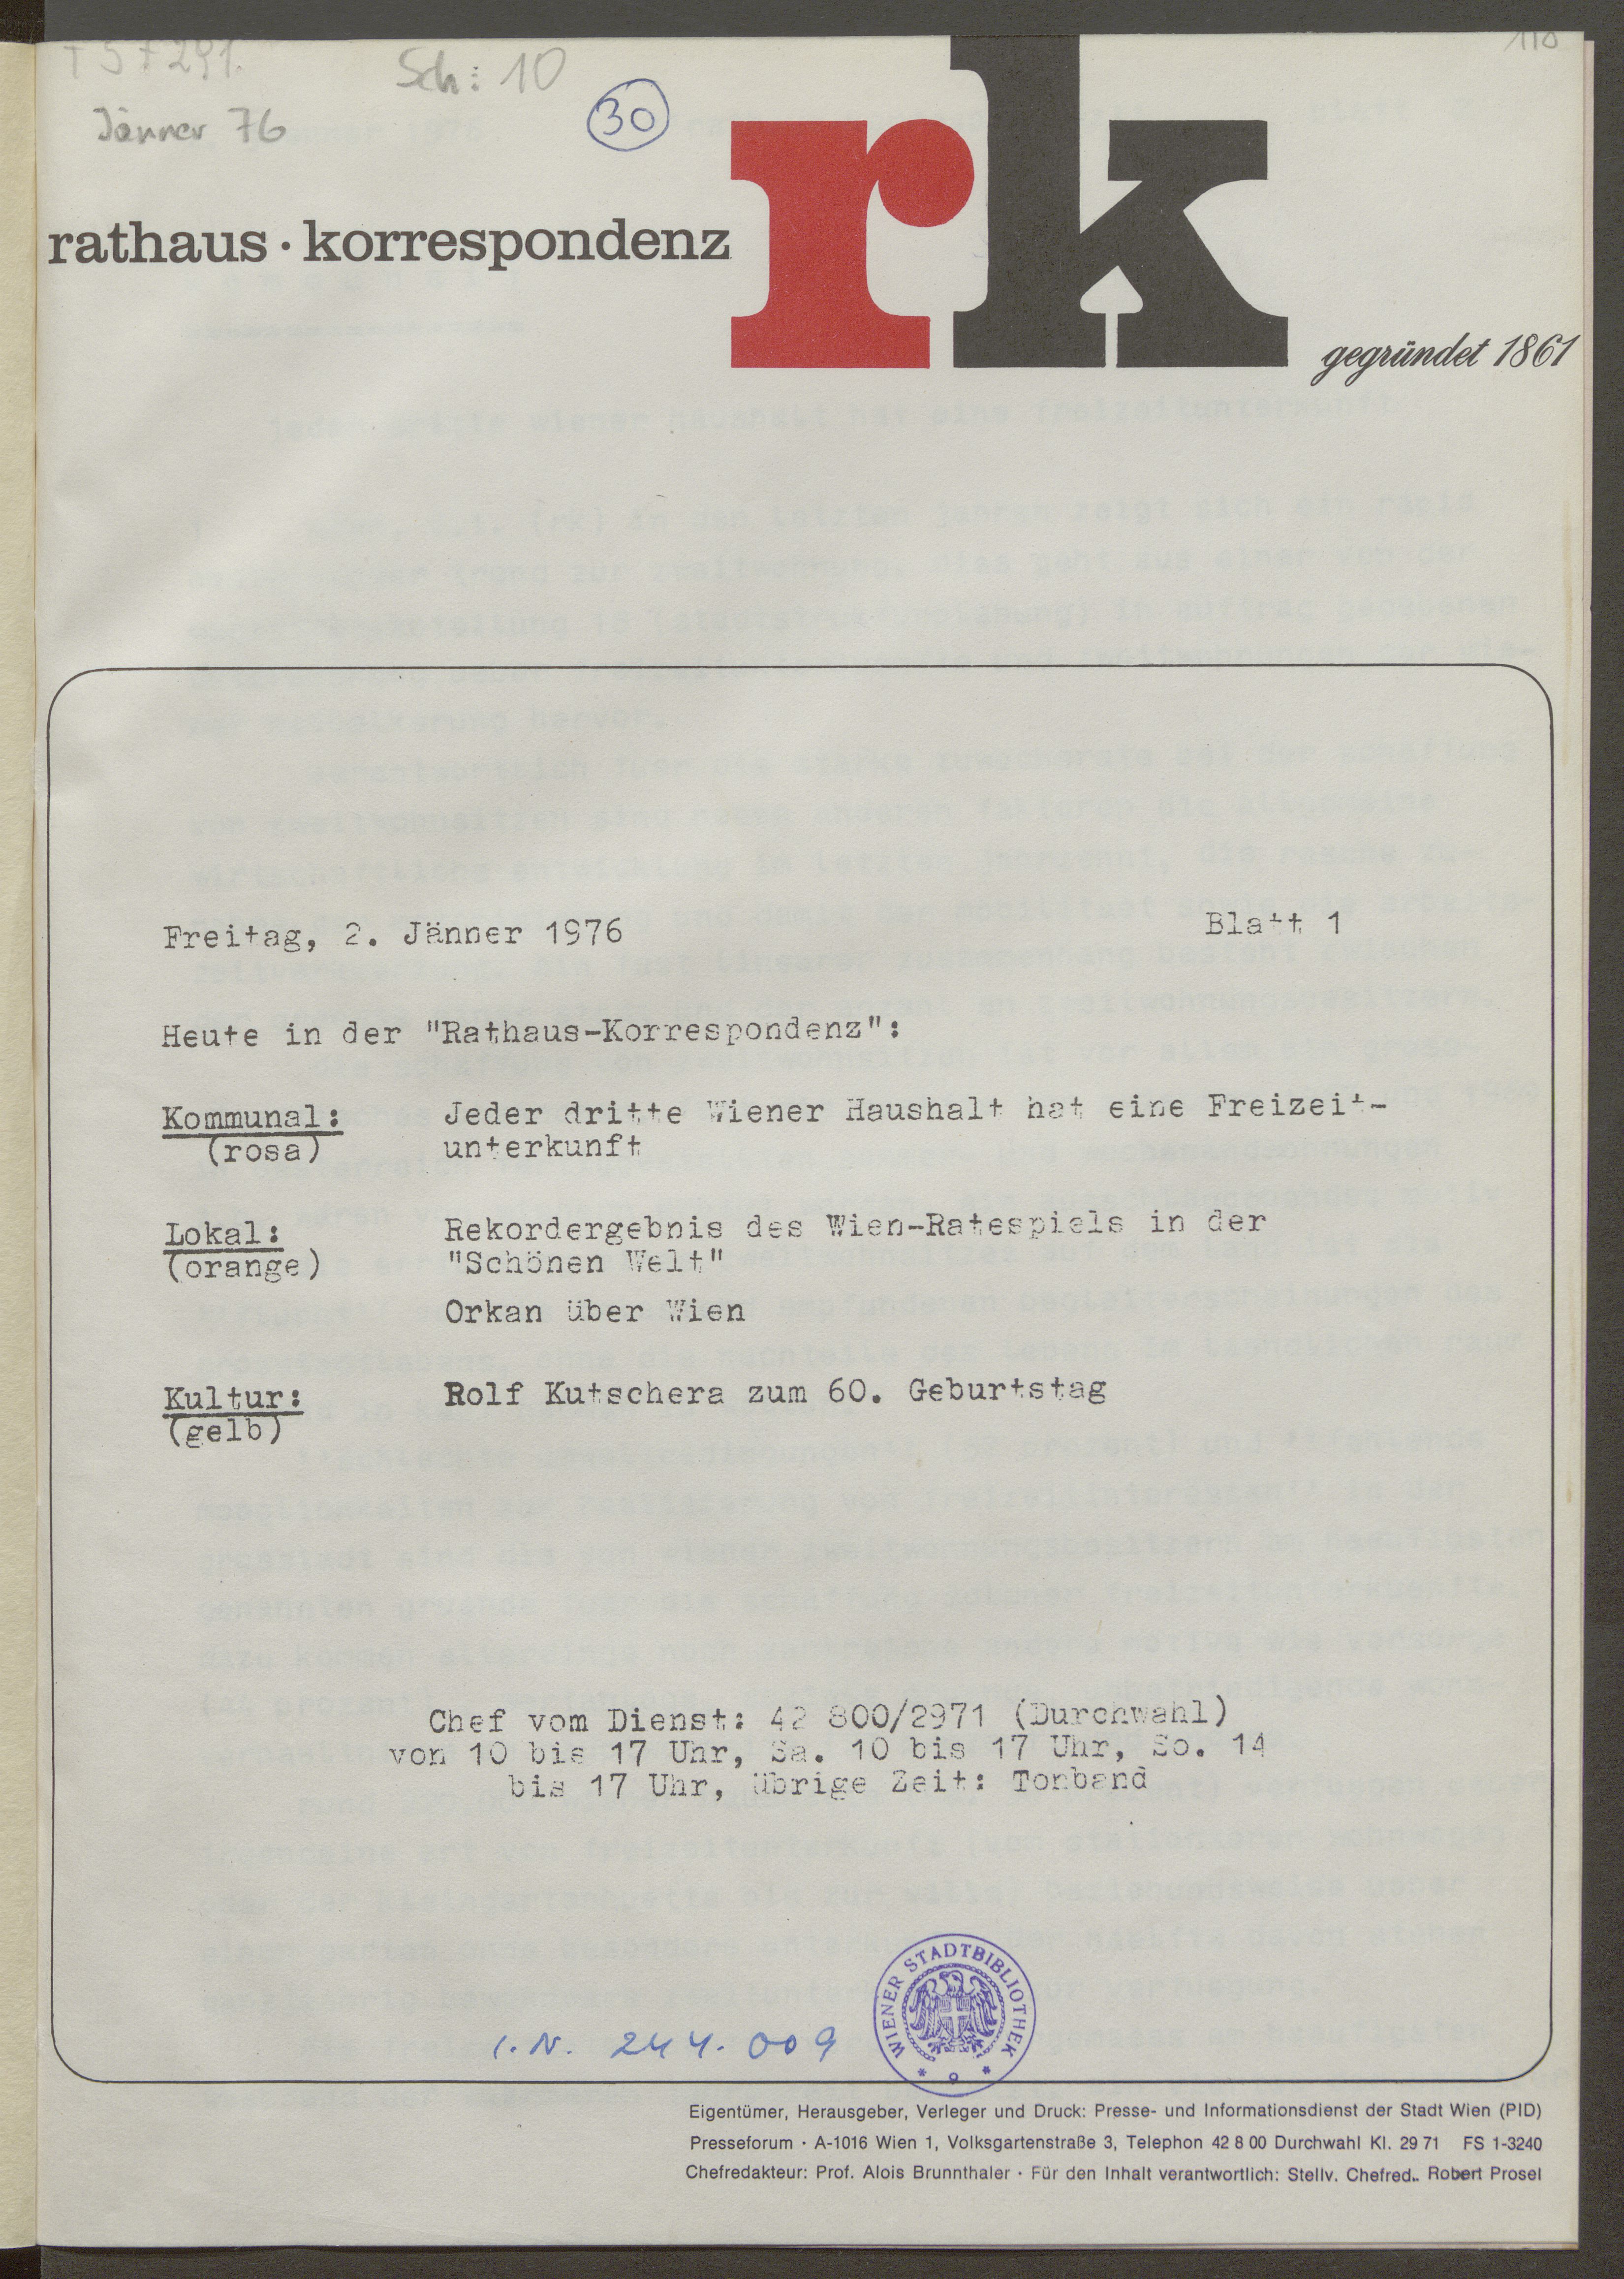 Sch: 10
110
Jänner 76
30
rk
rathaus · korrespondenz
gegründet 1861
Freitag, 2. Jänner 1976 Blatt 1
Heute in der "Rathaus-Korrespondenz":
Kommunal: Jeder dritte Wiener Haushalt hat eine Freizeit-
(rosa) unterkunft
Lokal: Rekordergebnis des Wien-Ratespiels in der
(orange) "Schönen Welt"
Orkan über Wien
Kultur: Rolf Kutschera zum 60. Geburtstag
(gelb)
Chef vom Dienst: 42 800/2971 (Durchwahl)
von 10 bis 17 Uhr, Sa. 10 bis 17 Uhr, So. 14
bis 17 Uhr, übrige Zeit: Tonband
WIENER STADTBIBLIOTHEK
I.N. 244.009
Eigentümer, Herausgeber, Verleger und Druck: Presse- und Informationsdienst der Stadt Wien (PID)
Presseforum · A-1016 Wien 1, Volksgartenstraße 3, Telephon 42 8 00 Durchwahl Kl. 29 71 FS 1-3240
Chefredakteur: Prof. Alois Brunnthaler · Für den Inhalt verantwortlich: Stellv. Chefred.. Robert Prosel